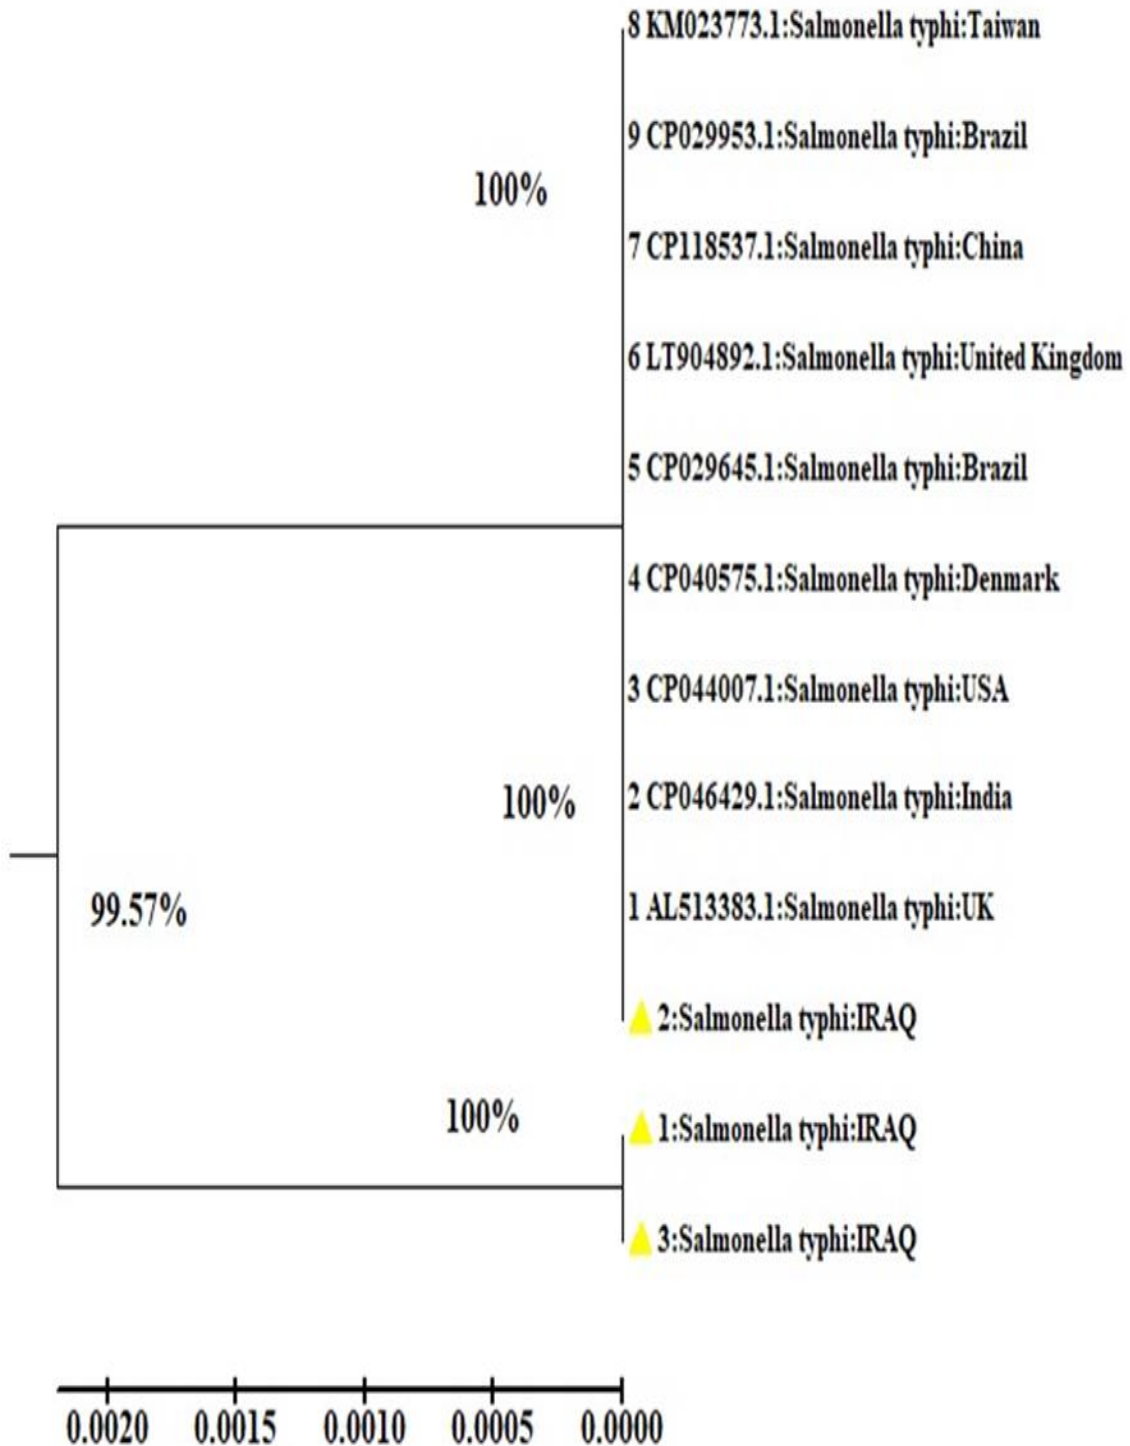 8 KM023773.1:Salmonella typhi:Taiwan
9 CP029953.1:Salmonella typhi:Brazil
100%
7 CP118537.1:Salmonella typhi:China
6 LT904892.1:Salmonella typhi:United Kingdom
5 CP029645.1:Salmonella typhi:Brazil
4 CP040575.1:Salmonella typhi:Denmark
3 CP044007.1:Salmonella typhi:USA
100%
2 CP046429.1:Salmonella typhi:India
99.57%
1 AL513383.1:Salmonella typhi:UK
2:Salmonella typhi:IRAQ
100%
1:Salmonella typhi:IRAQ
3:Salmonella typhi:IRAQ
0.0020 0.0015 0.0010 0.0005 0.0000